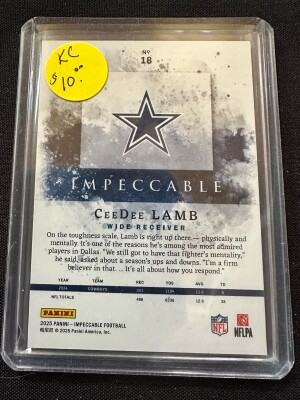 KC
$10.00
No
18
IMPECCABLE
CeeDee LAMB
WIDE RECEIVER
On the toughness scale, Lamb is right up there — physically and
mentally. It's one of the reasons he's among the most admired
players in Dallas. "We still got to have that fighter's mentality,"
he said, asked about a season's ups and downs. "I'm a firm
believer in that. . . It's all about how you respond."
YEAR TEAM REC YDS AVG TD
2024 COWBOYS 101 1194
NFL TOTALS
PANINI
2025 PANINI – IMPECCABLE FOOTBALL
© 2025 Panini America, Inc.
NFL
NFLPA